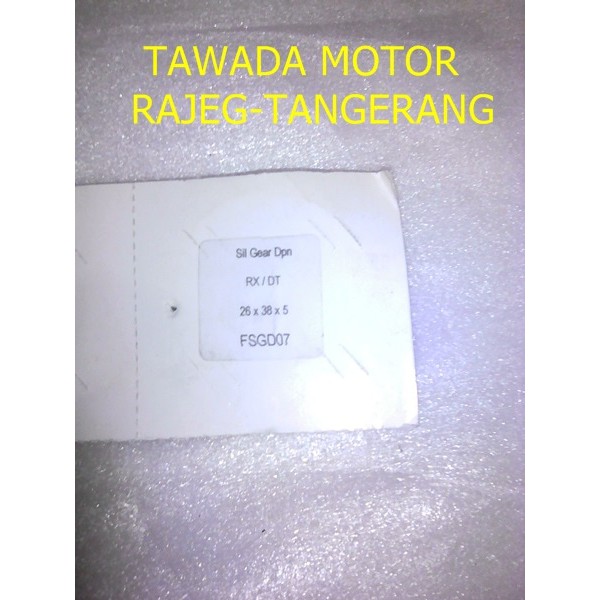 TAWADA MOTOR
RAJEG-TANGERANG
Sil Gear Dpn
RX / DT
26 x 38 x 5
FSGD07